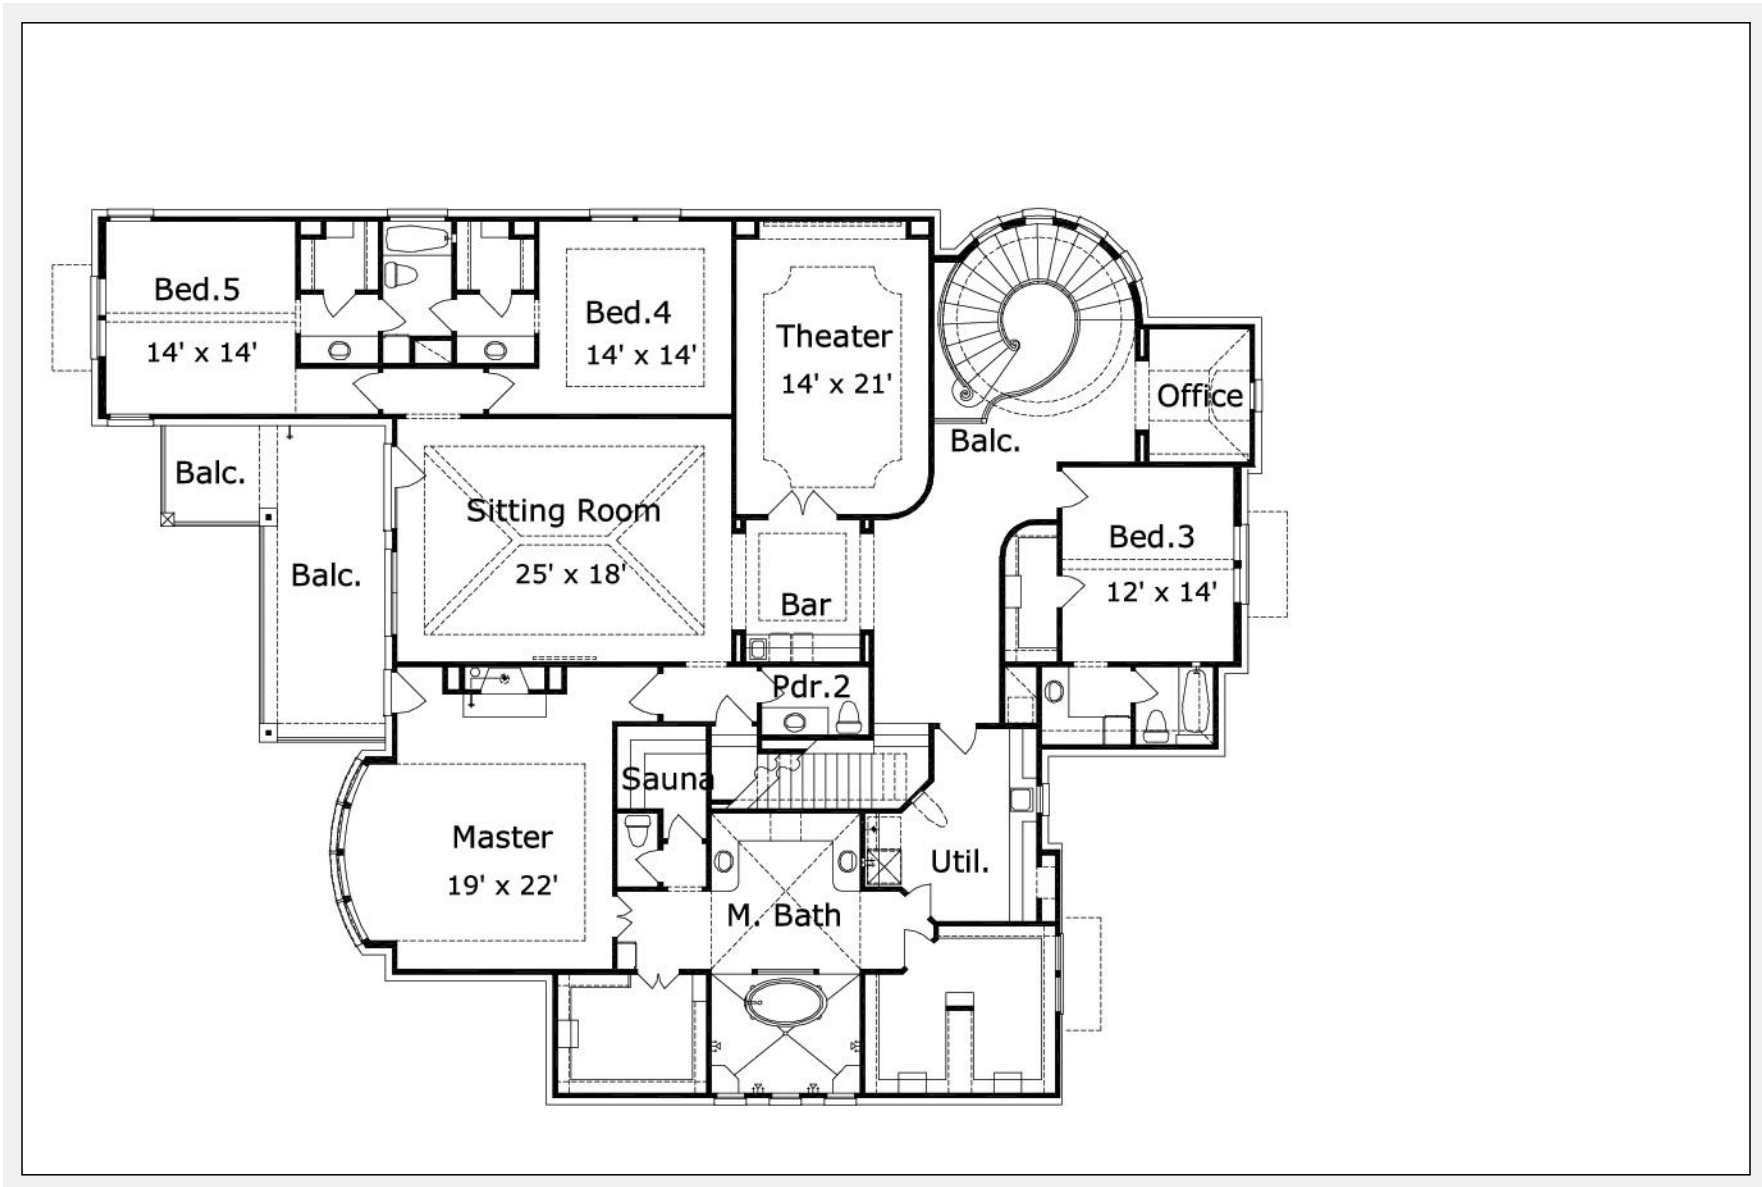 Bed.5
14' x 14'
Bed.4
14' x 14'
Theater
14' x 21'
Office
Balc.
Balc.
Sitting Room
25' x 18'
Balc.
Bar
Bed.3
12' x 14'
Pdr.2
Sauna
Master
19' x 22'
Util.
M. Bath